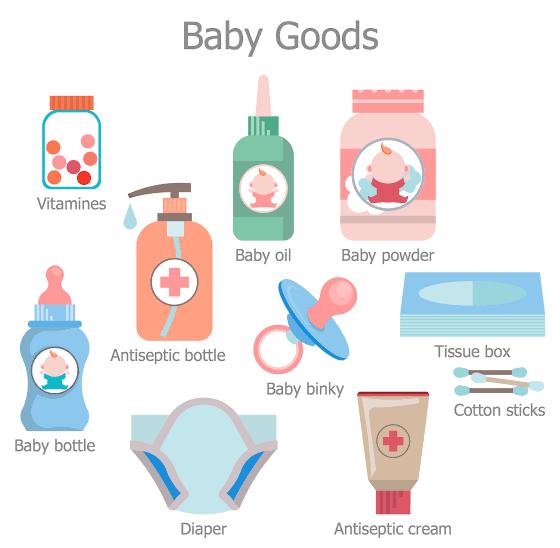 Baby Goods
Vitamines
Baby oil
Baby powder
Antiseptic bottle
Tissue box
Baby binky
Cotton sticks
Baby bottle
Diaper
Antiseptic cream